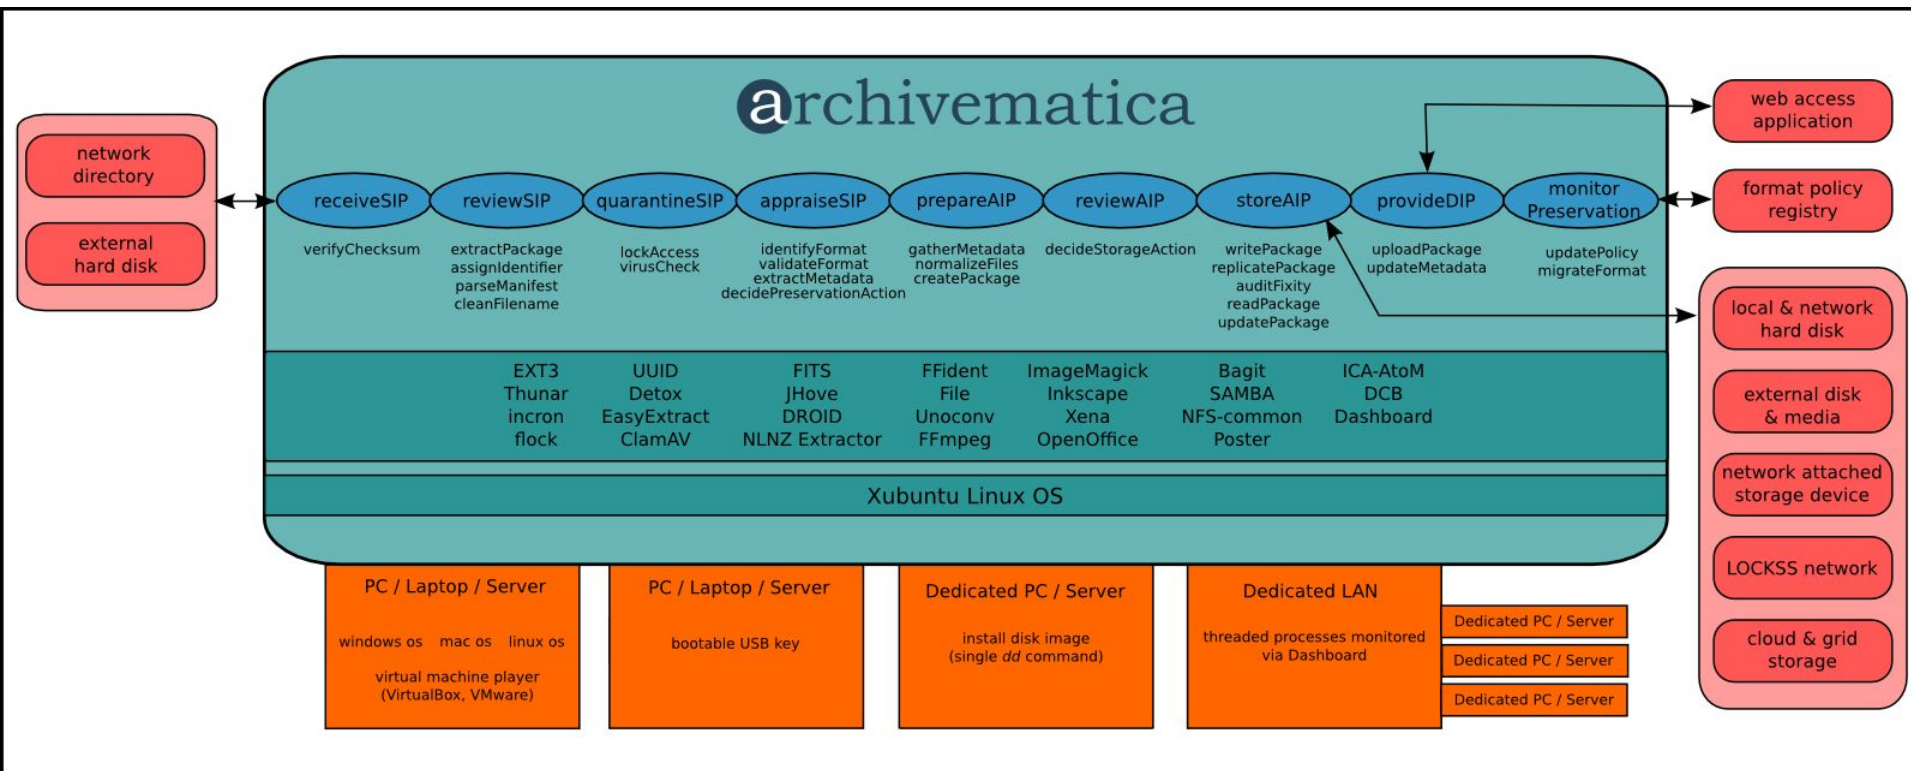 archivematica
network
directory
external
hard disk
receiveSIP
verifyChecksum
reviewSIP
extractPackage
assignIdentifier
parseManifest
cleanFilename
quarantineSIP
lockAccess
virusCheck
appraiseSIP
identifyFormat
validateFormat
extractMetadata
decidePreservationAction
prepareAIP
gatherMetadata
normalizeFiles
createPackage
reviewAIP
decideStorageAction
storeAIP
writePackage
replicatePackage
auditFixity
readPackage
updatePackage
provideDIP
uploadPackage
updateMetadata
monitor
Preservation
updatePolicy
migrateFormat
web access
application
format policy
registry
local & network
hard disk
external disk
& media
network attached
storage device
LOCKSS network
cloud & grid
storage
EXT3
Thunar
incron
flock
UUID
Detox
EasyExtract
ClamAV
FITS
JHove
DROID
NLNZ Extractor
FFident
File
Unoconv
FFmpeg
ImageMagick
Inkscape
Xena
OpenOffice
Bagit
SAMBA
NFS-common
Poster
ICA-AtoM
DCB
Dashboard
Xubuntu Linux OS
PC / Laptop / Server
windows os mac os linux os
virtual machine player
(VirtualBox, VMware)
PC / Laptop / Server
bootable USB key
Dedicated PC / Server
install disk image
(single dd command)
Dedicated LAN
threaded processes monitored
via Dashboard
Dedicated PC / Server
Dedicated PC / Server
Dedicated PC / Server